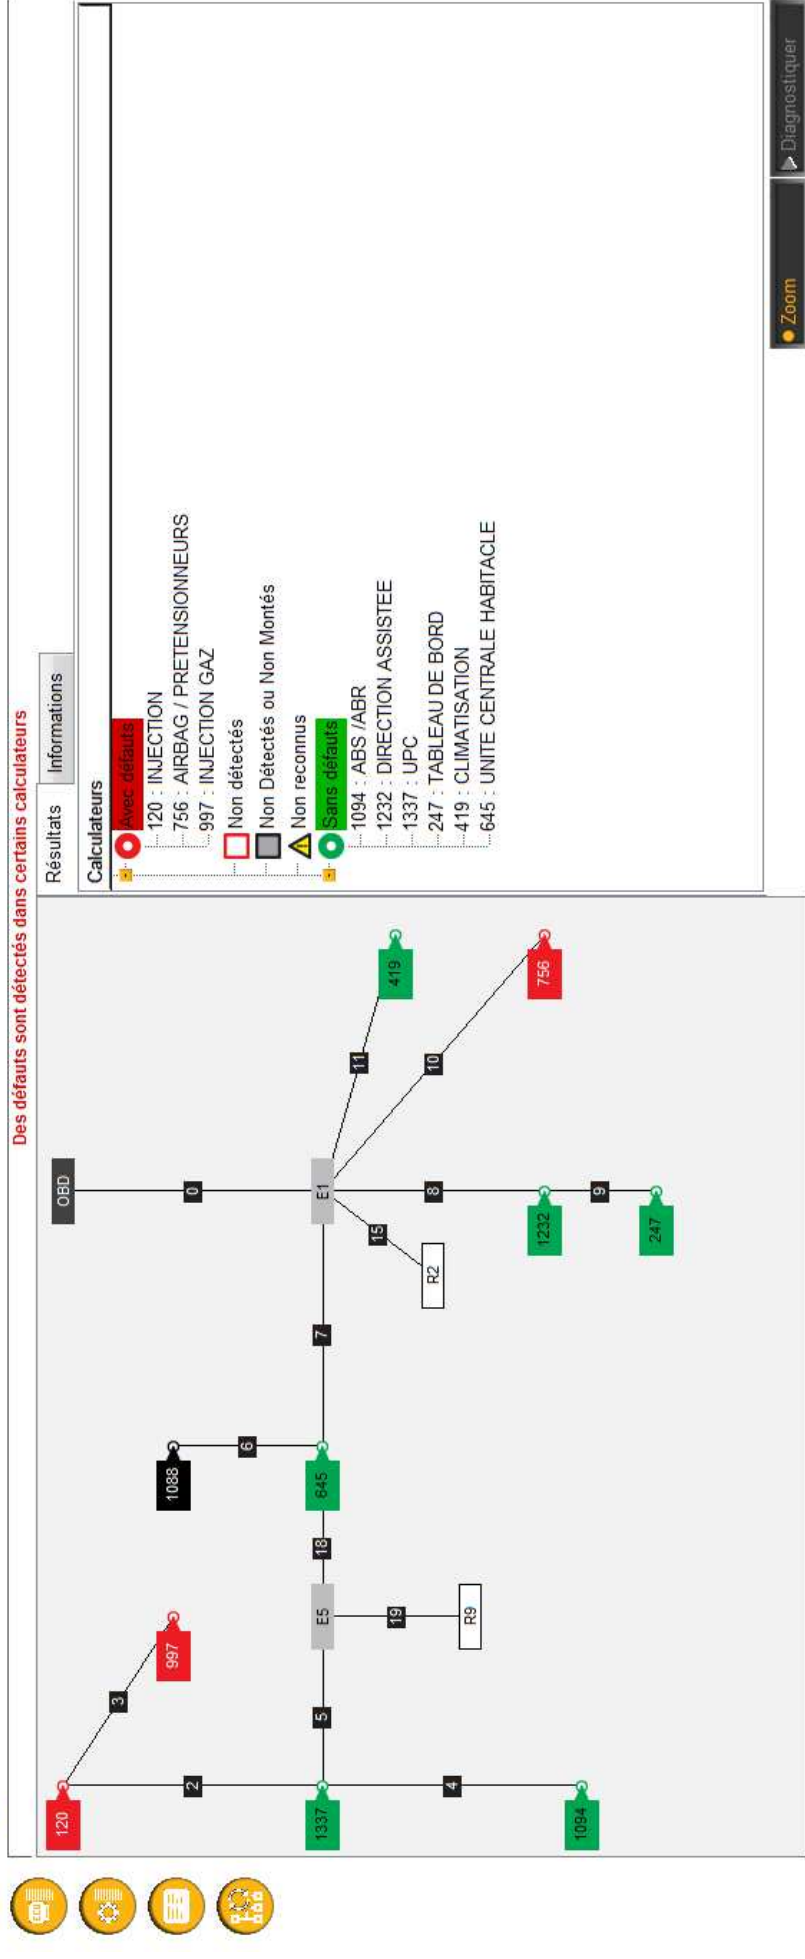 Des défauts sont détectés dans certains calculateurs
Résultats
Informations
Calculateurs
Avec défauts
120 : INJECTION
756 : AIRBAG / PRETENSIONNEURS
997 : INJECTION GAZ
Non détectés
Non Détectés ou Non Montés
Non reconnus
Sans défauts
1094 : ABS /ABR
1232 : DIRECTION ASSISTEE
1337 : UPC
247 : TABLEAU DE BORD
419 : CLIMATISATION
645 : UNITE CENTRALE HABITACLE
ECU
120
3
997
2
1088
6
OBD
0
1337
5
E5
18
645
7
E1
11
419
15
R2
10
756
19
R9
8
4
1094
1232
9
247
Zoom
Diagnostiquer